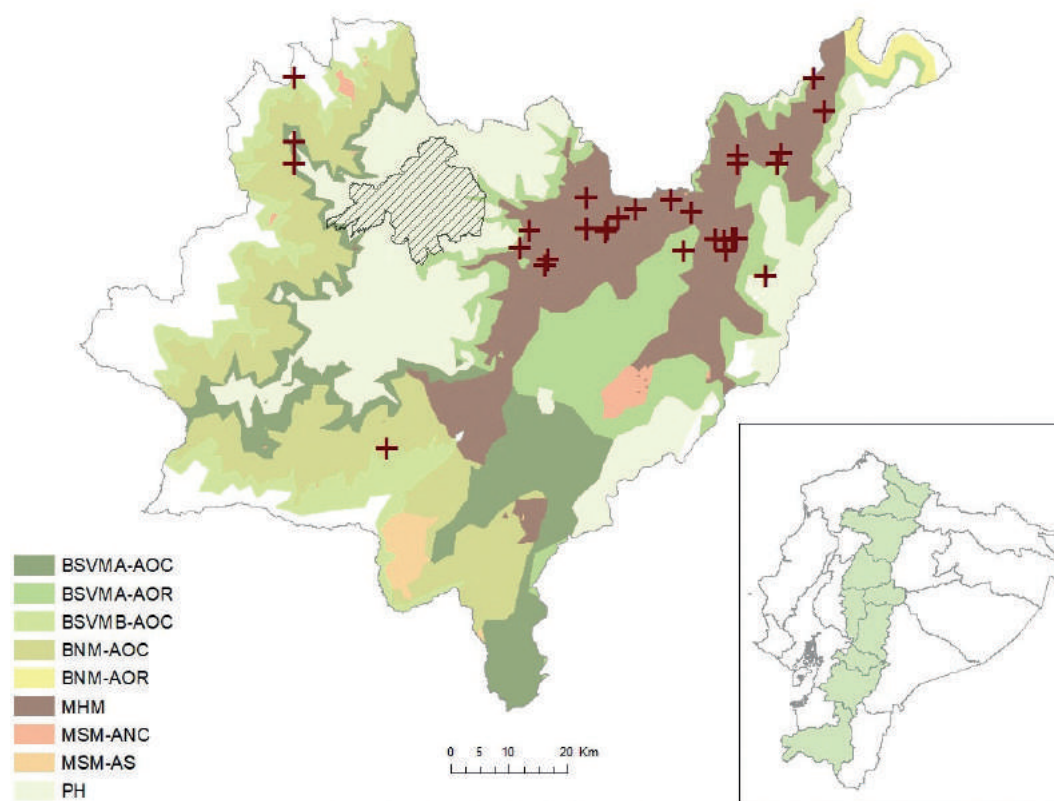 BSVMA-AOC
BSVMA-AOR
BSVMB-AOC
BNM-AOC
BNM-AOR
MHM
MSM-ANC
MSM-AS
PH
0 5 10 20 Km